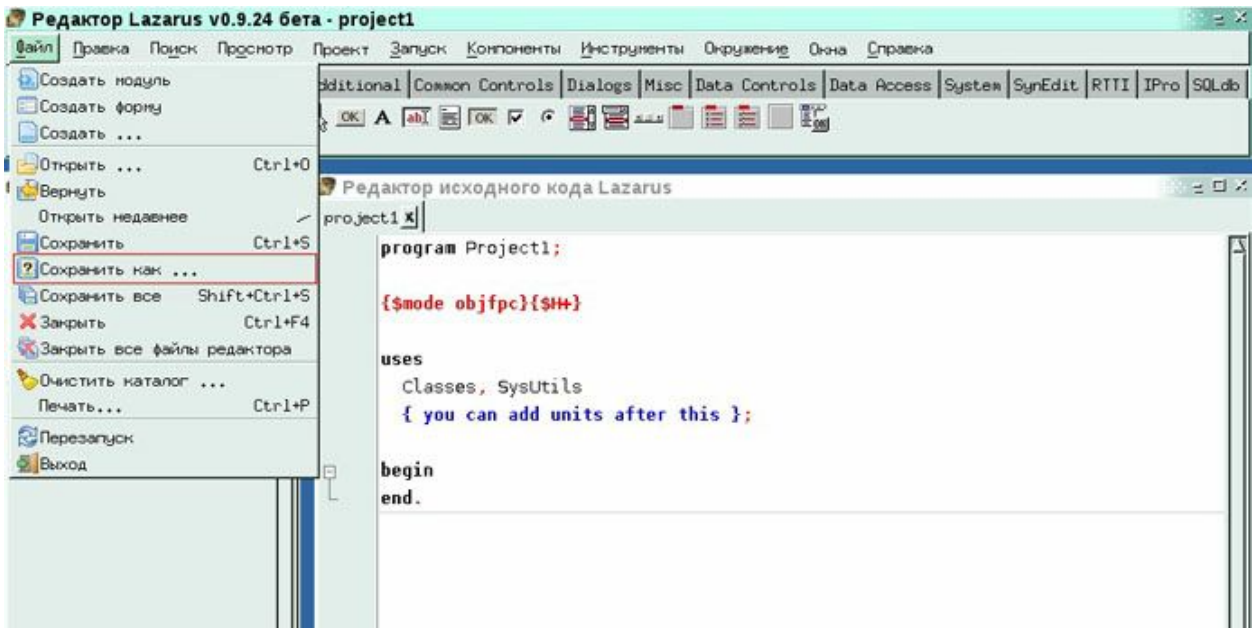 Редактор Lazarus v0.9.24 бета - project1
Файл Правка Поиск Просмотр Проект Запуск Компоненты Инструменты Окружение Окна Справка
dditional Common Controls Dialogs Misc Data Controls Data Access System SynEdit RTTI IPro SQLdb
OK A abI OK
Создать модуль
Создать форму
Создать ...
Открыть ... Ctrl+O
Вернуть
Открыть недавнее
Сохранить Ctrl+S
Сохранить как ...
Сохранить все Shift+Ctrl+S
Закрыть Ctrl+F4
Закрыть все файлы редактора
Очистить каталог ...
Печать... Ctrl+P
Перезапуск
Выход
Редактор исходного кода Lazarus
project1
program Project1;
{$mode objfpc}{$H+}
uses
Classes, SysUtils
{ you can add units after this };
begin
end.